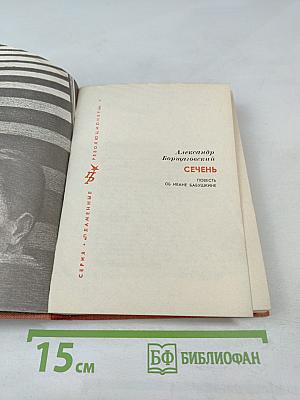 СЕРИЯ • ПЛАМЕННЫЕ РЕВОЛЮЦИОНЕРЫ •
Александр
Борщаговский
СЕЧЕНЬ
ПОВЕСТЬ
ОБ ИВАНЕ БАБУШКИНЕ
15 СМ
БФ БИБЛИОФАН